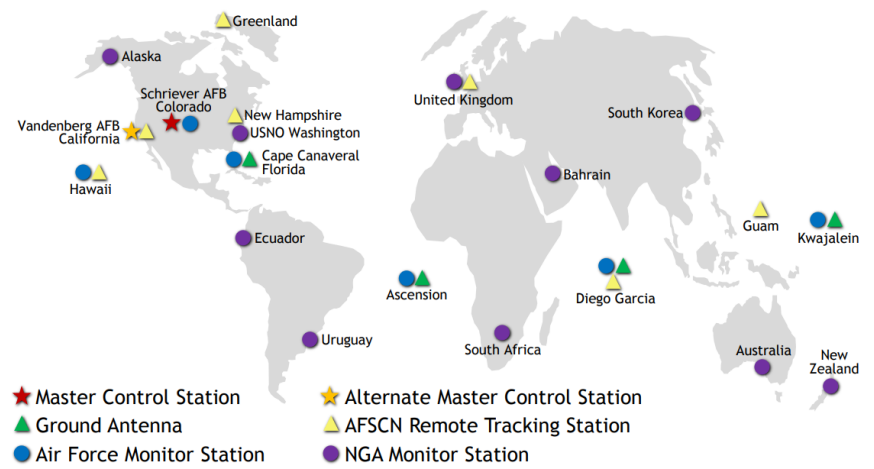 Greenland
Alaska
Schriever AFB
Colorado
Vandenberg AFB
California
New Hampshire
USNO Washington
Cape Canaveral
Florida
Hawaii
United Kingdom
South Korea
Bahrain
Guam
Kwajalein
Ecuador
Ascension
Diego Garcia
Uruguay
South Africa
Australia
New
Zealand
Master Control Station
Alternate Master Control Station
Ground Antenna
AFSCN Remote Tracking Station
Air Force Monitor Station
NGA Monitor Station